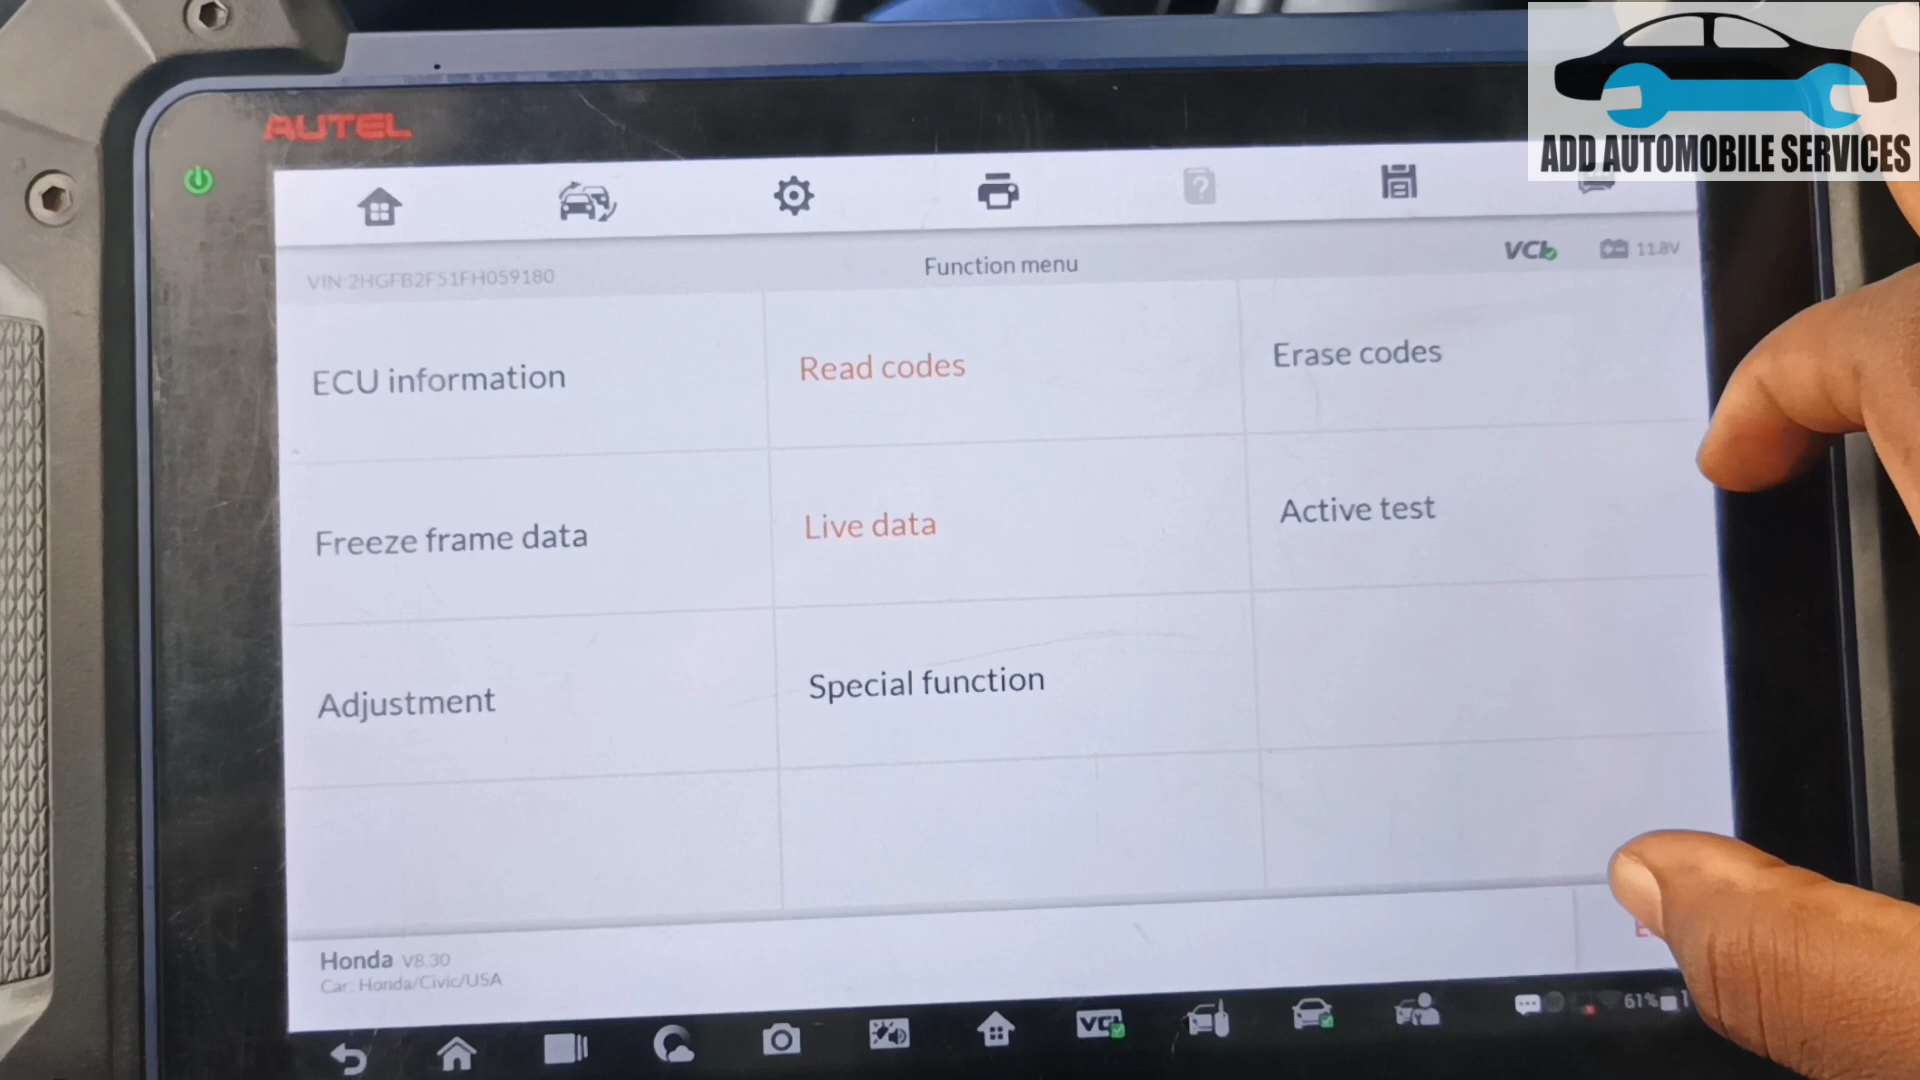 ADD AUTOMOBILE SERVICES
AUTEL
VIN:2HGFB2F51FH059180
Function menu
VCI
11.8V
ECU information
Read codes
Erase codes
Freeze frame data
Live data
Active test
Adjustment
Special function
Honda V8.30
Car: Honda/Civic/USA
VCI
61%